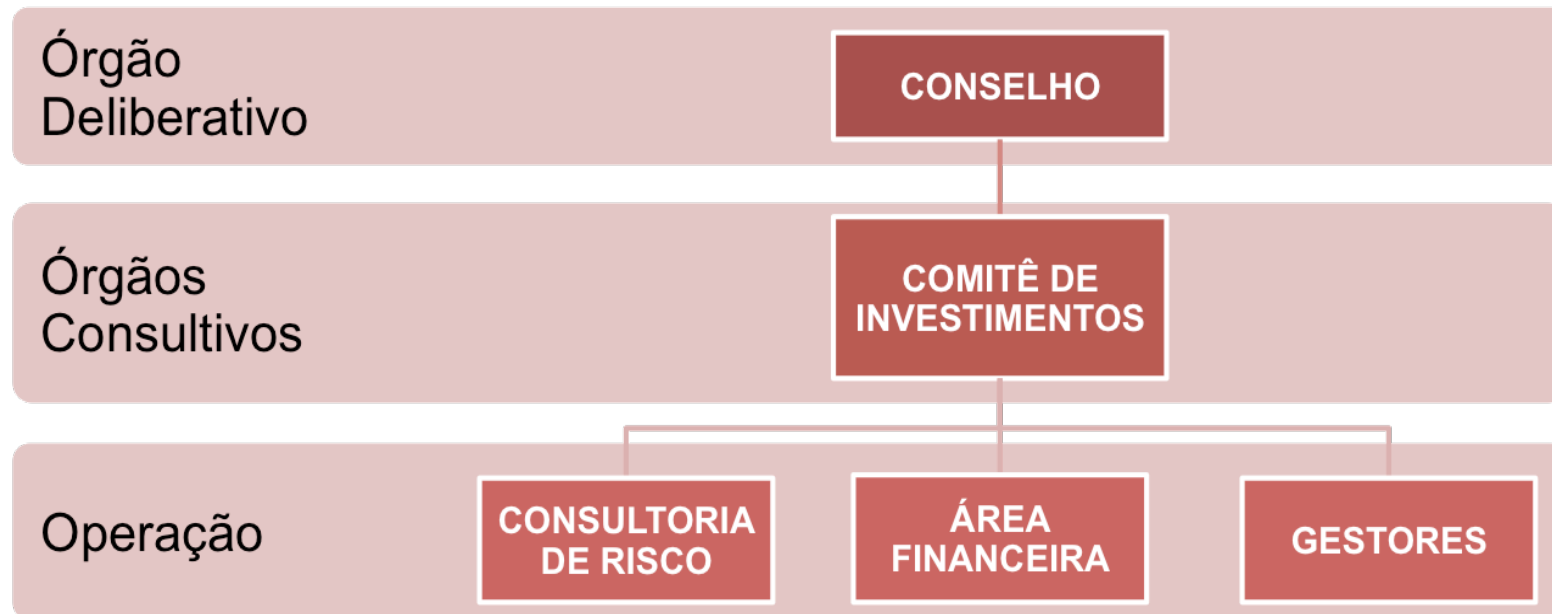 Órgão
Deliberativo
CONSELHO
Órgãos
Consultivos
COMITÊ DE
INVESTIMENTOS
Operação
CONSULTORIA
DE RISCO
ÁREA
FINANCEIRA
GESTORES